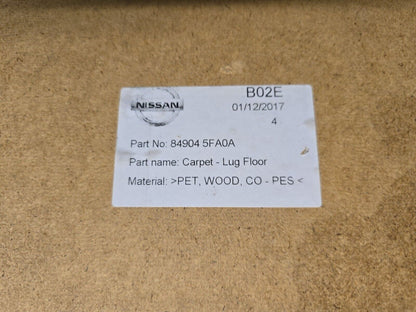 NISSAN
B02E
01/12/2017
4
Part No: 84904 5FA0A
Part name: Carpet - Lug Floor
Material: >PET, WOOD, CO - PES <